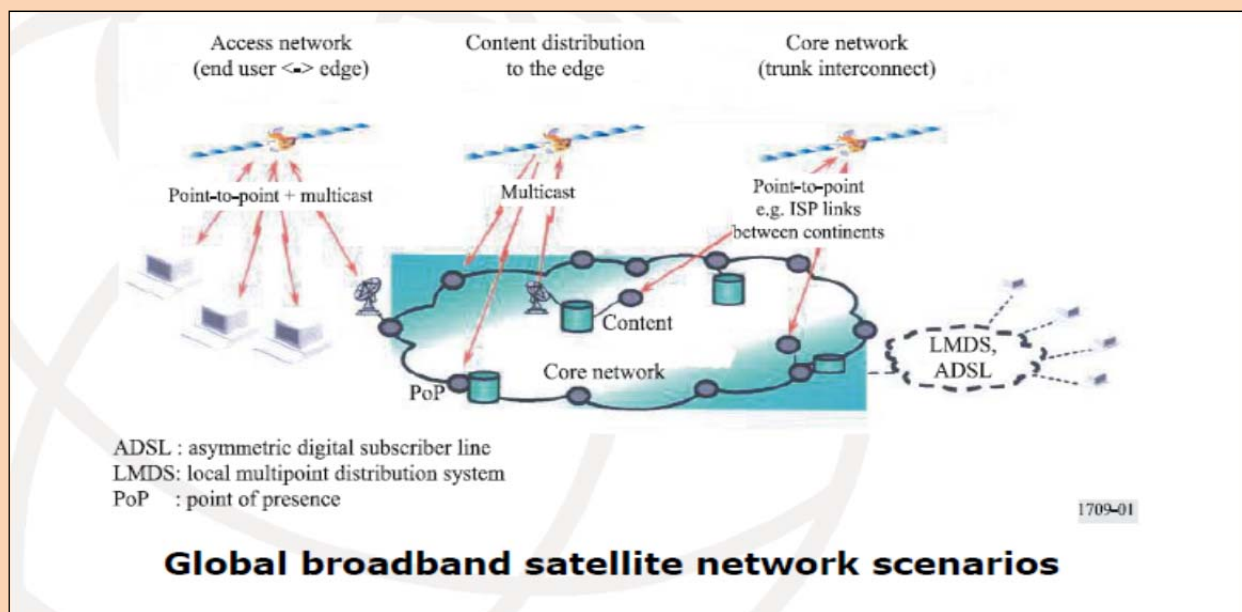 Access network
(end user <-> edge)
Content distribution
to the edge
Core network
(trunk interconnect)
Point-to-point + multicast
Multicast
Point-to-point
e.g. ISP links
between continents
Content
Core network
PoP
LMDS,
ADSL
ADSL : asymmetric digital subscriber line
LMDS: local multipoint distribution system
PoP : point of presence
1709-01
Global broadband satellite network scenarios